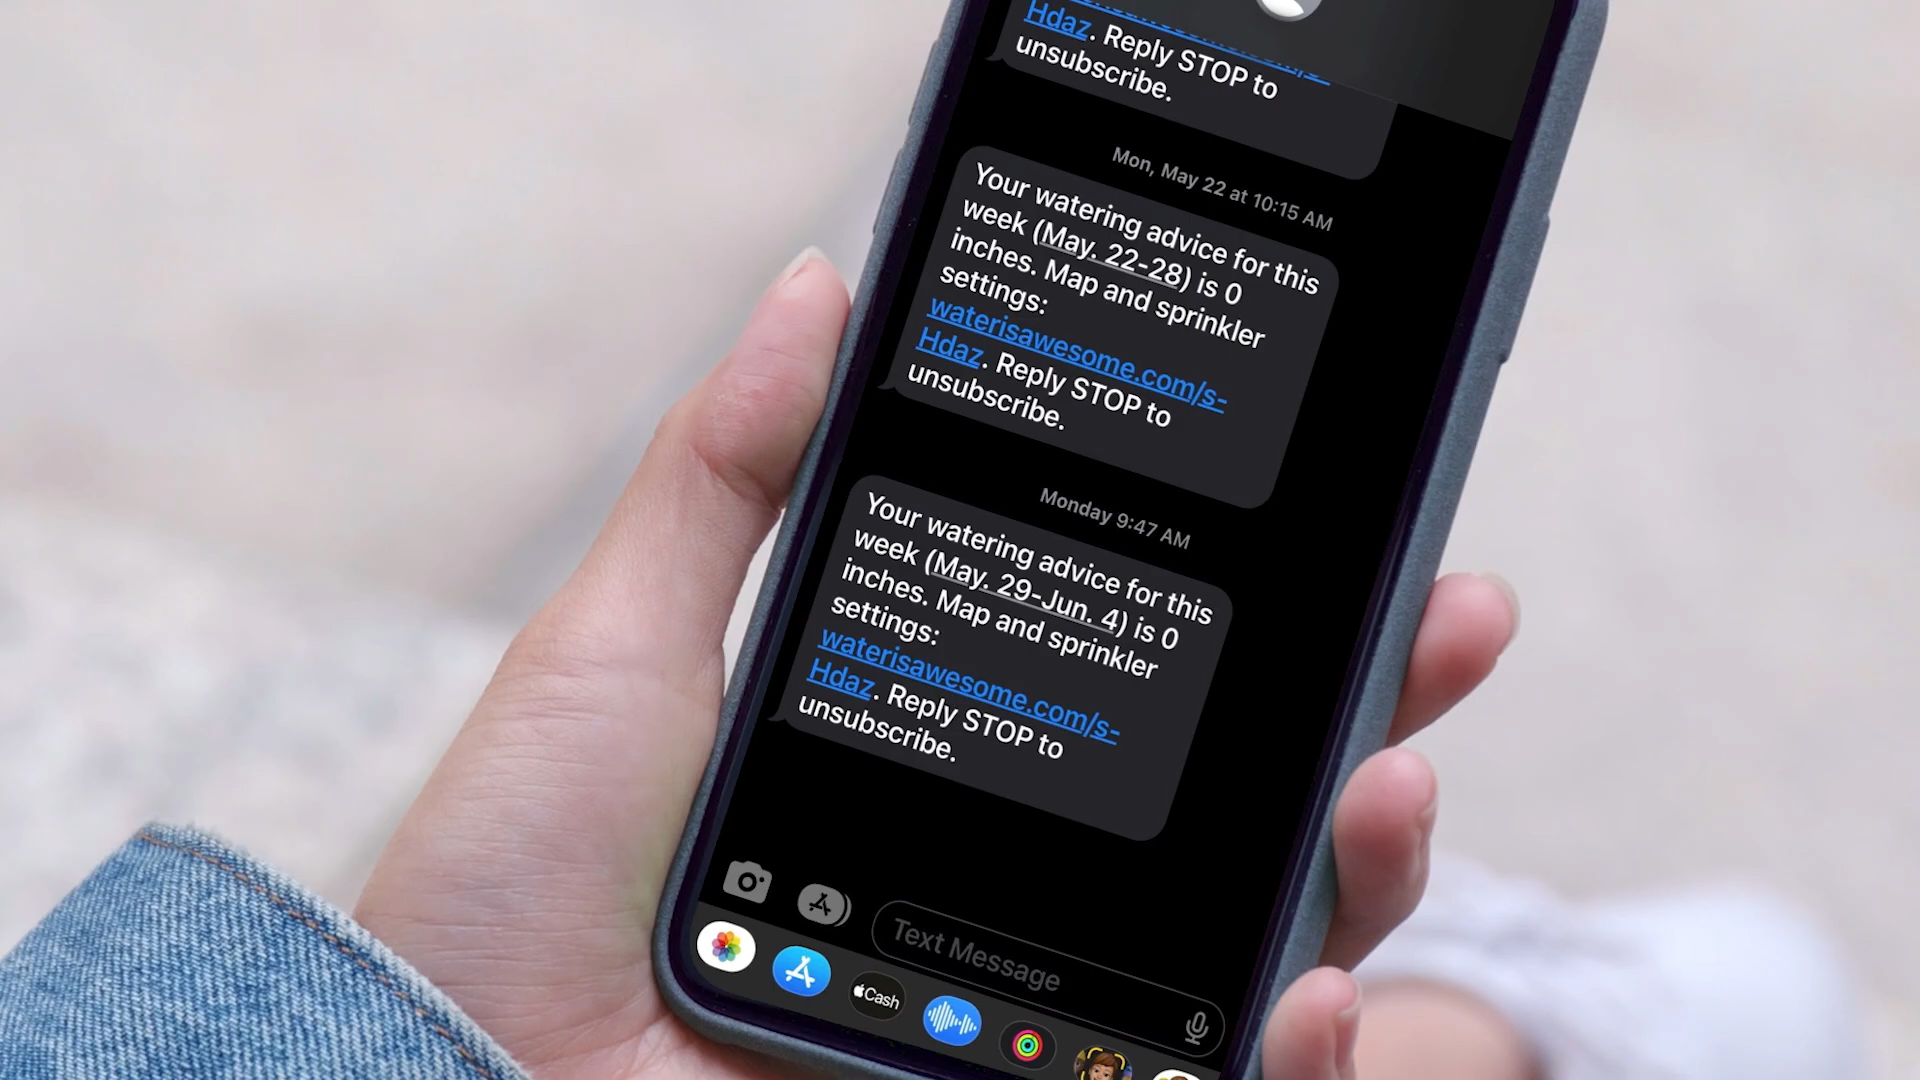 Hdaz. Reply STOP to
unsubscribe.
Mon, May 22 at 10:15 AM
Your watering advice for this
week (May. 22-28) is 0
inches. Map and sprinkler
settings:
waterisawesome.com/s-
Hdaz. Reply STOP to
unsubscribe.
Monday 9:47 AM
Your watering advice for this
week (May. 29-Jun. 4) is 0
inches. Map and sprinkler
settings:
waterisawesome.com/s-
Hdaz. Reply STOP to
unsubscribe.
Text Message
Cash